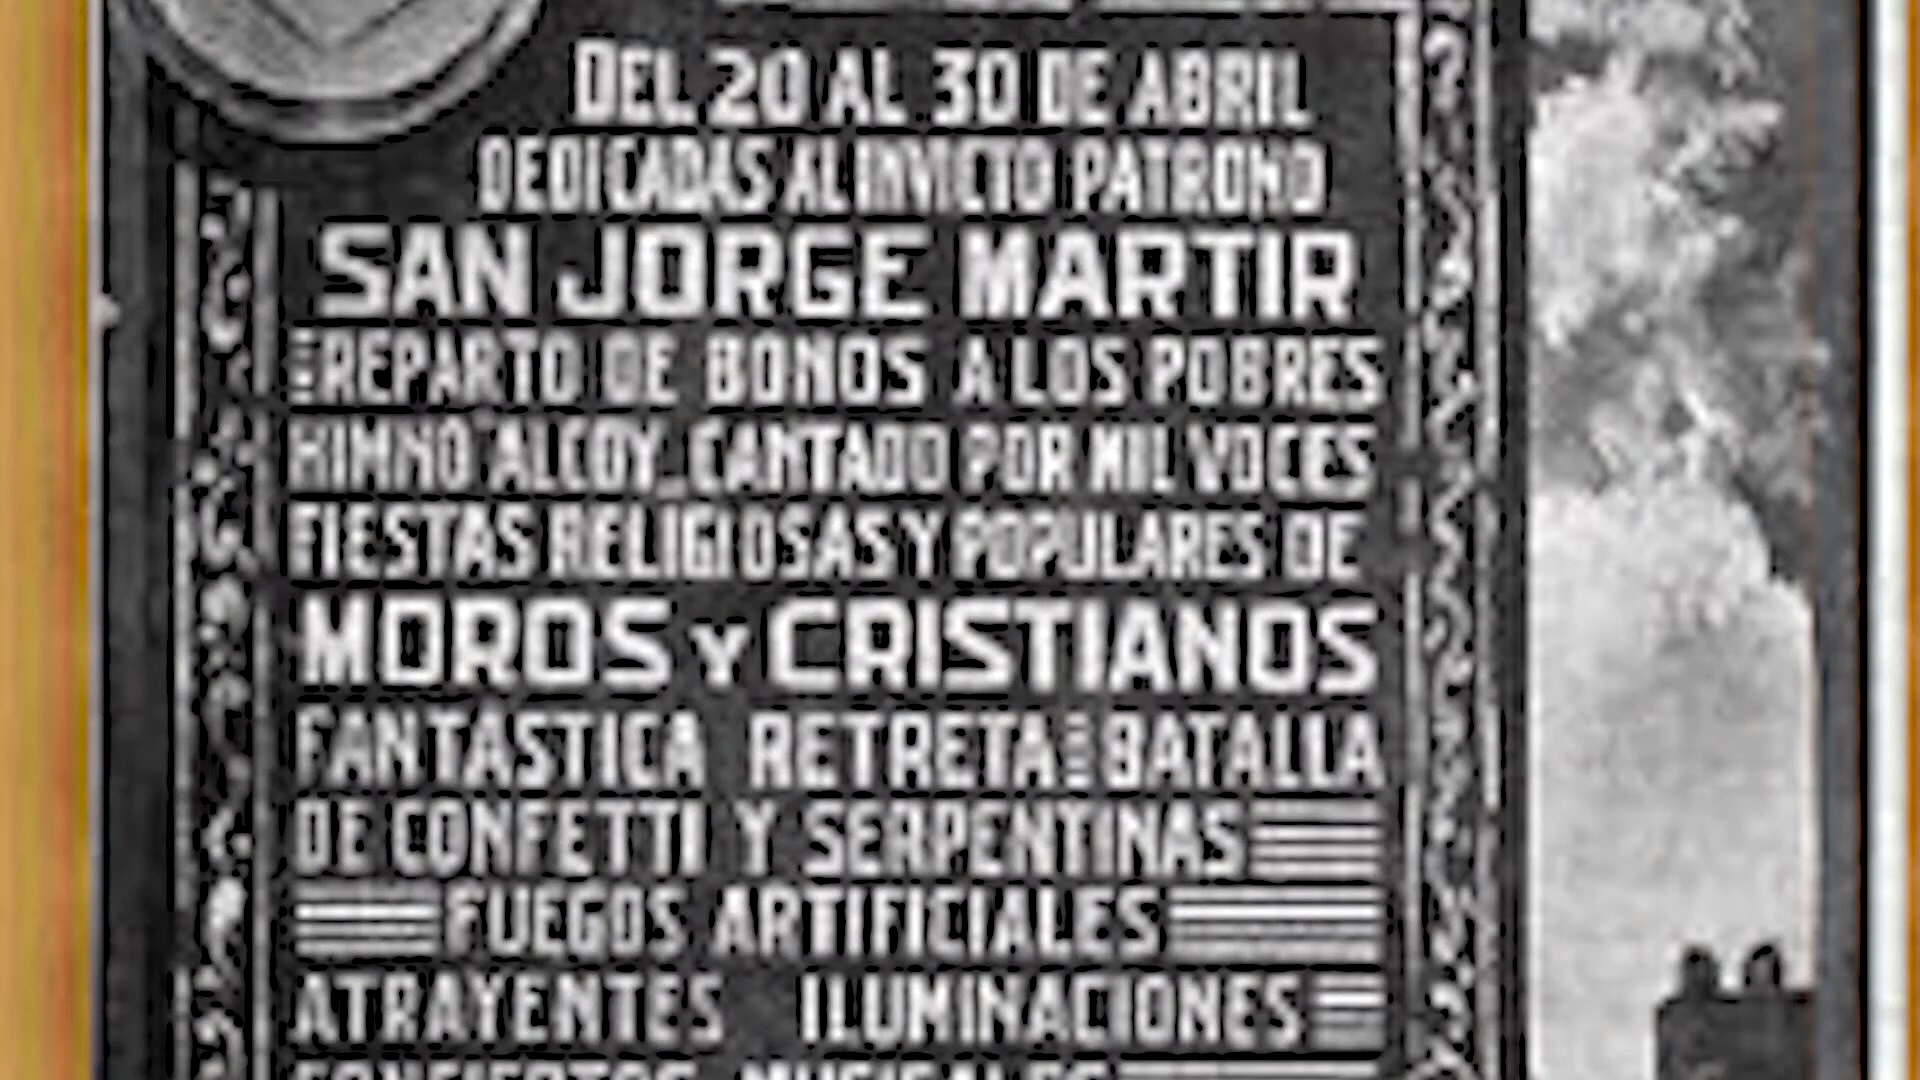 DEL 20 AL 30 DE ABRIL
DEDICADAS AL INVICTO PATRONO
SAN JORGE MARTIR
REPARTO DE BONOS A LOS POBRES
HIMNO "ALCOY" CANTADO POR MIL VOCES
FIESTAS RELIGIOSAS Y POPULARES DE
MOROS Y CRISTIANOS
FANTASTICA RETRETA BATALLA
DE CONFETTI Y SERPENTINAS
FUEGOS ARTIFICIALES
ATRAYENTES ILUMINACIONES
CONCIERTOS MUSICALES